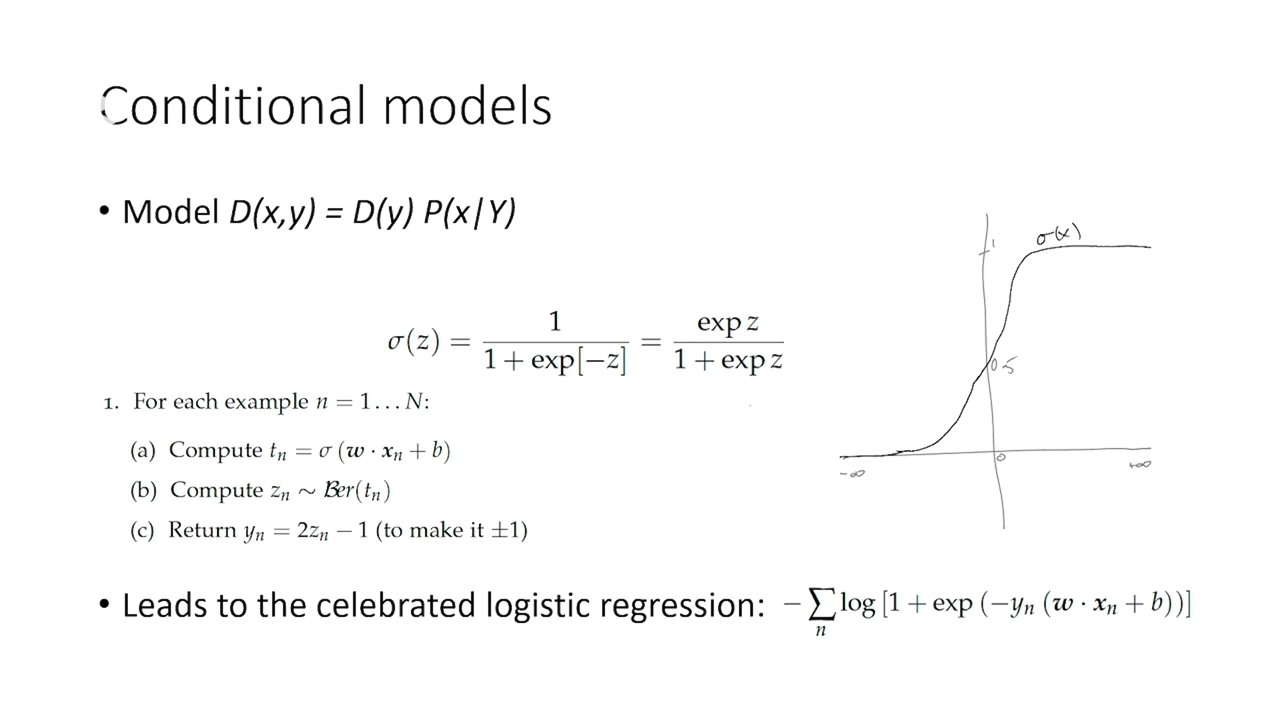 Conditional models
• Model D(x,y) = D(y) P(x|Y)
σ(x)
1
0.5
0
-∞
+∞
σ(z) = 1 / (1 + exp[−z]) = exp z / (1 + exp z)
1. For each example n = 1 . . . N:
(a) Compute tₙ = σ (w · xₙ + b)
(b) Compute zₙ ∼ Ber(tₙ)
(c) Return yₙ = 2zₙ − 1 (to make it ±1)
• Leads to the celebrated logistic regression: − ∑ₙ log [1 + exp (−yₙ (w · xₙ + b))]